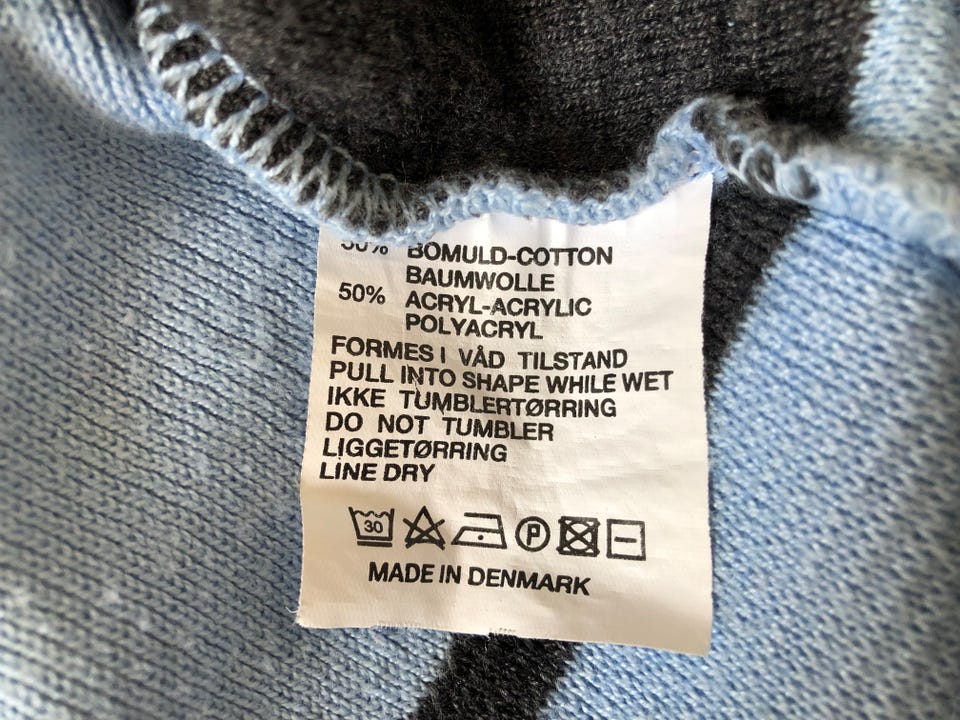 50% BOMULD-COTTON
BAUMWOLLE
50% ACRYL-ACRYLIC
POLYACRYL
FORMES I VÅD TILSTAND
PULL INTO SHAPE WHILE WET
IKKE TUMBLERTØRRING
DO NOT TUMBLER
LIGGETØRRING
LINE DRY
30 P
MADE IN DENMARK